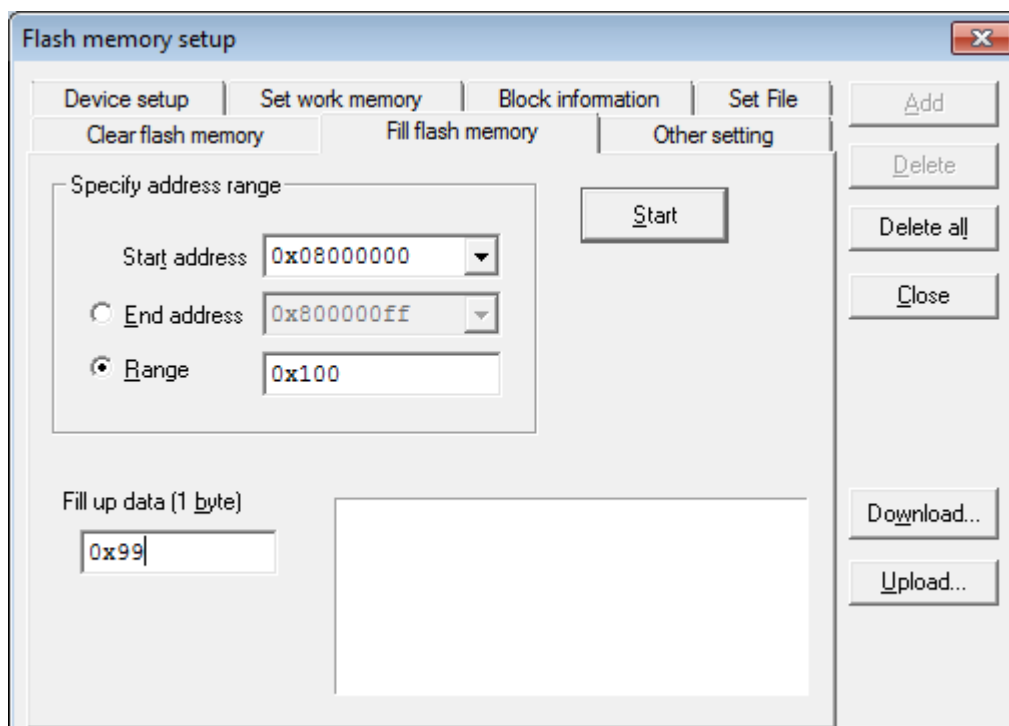 Flash memory setup
Device setup Set work memory Block information Set File
Clear flash memory Fill flash memory Other setting
Add
Delete
Delete all
Close
Specify address range
Start
Start address 0x08000000
End address 0x800000ff
Range 0x100
Fill up data (1 byte)
0x99
Download...
Upload...